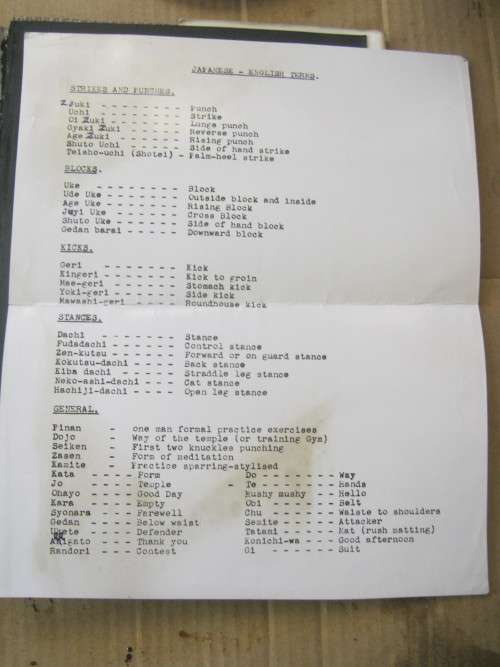 JAPANESE - ENGLISH TERMS.
STRIKES AND PUNCHES.
Zuki - - - - - - - - Punch
Uchi - - - - - - - - Strike
Oi Zuki - - - - - - - Lunge punch
Gyaki Zuki - - - - - - Reverse punch
Age Zuki - - - - - - - Rising punch
Shuto Uchi - - - - - - Side of hand strike
Teisho-uchi (Shotei) - Palm-heel strike
BLOCKS.
Uke - - - - - - - Block
Ude Uke - - - - - - - Outside block and inside
Age Uke - - - - - - - Rising Block
Juyi Uke - - - - - - Cross Block
Shuto Uke - - - - - - Side of hand block
Gedan barai - - - - - Downward block
KICKS.
Geri - - - - - - - Kick
Kingeri - - - - - - Kick to groin
Mae-geri - - - - - - Stomach kick
Yoki-geri - - - - - - Side kick
Mawashi-geri - - - - - Roundhouse kick
STANCES.
Dachi - - - - - - - Stance
Fudadachi - - - - - - Control stance
Zen-kutsu - - - - - - Forward or on guard stance
Kokutsu-dachi - - - - Back stance
Kiba dachi - - - - - Straddle leg stance
Neko-ashi-dachi - - - Cat stance
Hachiji-dachi - - - - Open leg stance
GENERAL.
Pinan - one man formal practice exercises
Dojo - Way of the temple (or training Gym)
Seiken - First two knuckles punching
Zasen - Form of meditation
Kamite - Practice sparring-stylised
Kata - - - - Form Do - - - - - - - Way
Jo - - - - Temple - Te - - - - - - - Hands
Ohayo - - - - Good Day Mushy mushy - - Hello
Kara - - - - Empty Obi - - - - - - Belt
Syonara - - - Farewell Chu - - - - - - Waiste to shoulders
Gedan - - - - Below waist Semite - - - - - Attacker
Ukete - - - - Defender Tatami - - - - - Mat (rush matting)
Arigato - - - Thank you Konichi-wa - - - Good afternoon
Randori - - - Contest Gi - - - - - - Suit